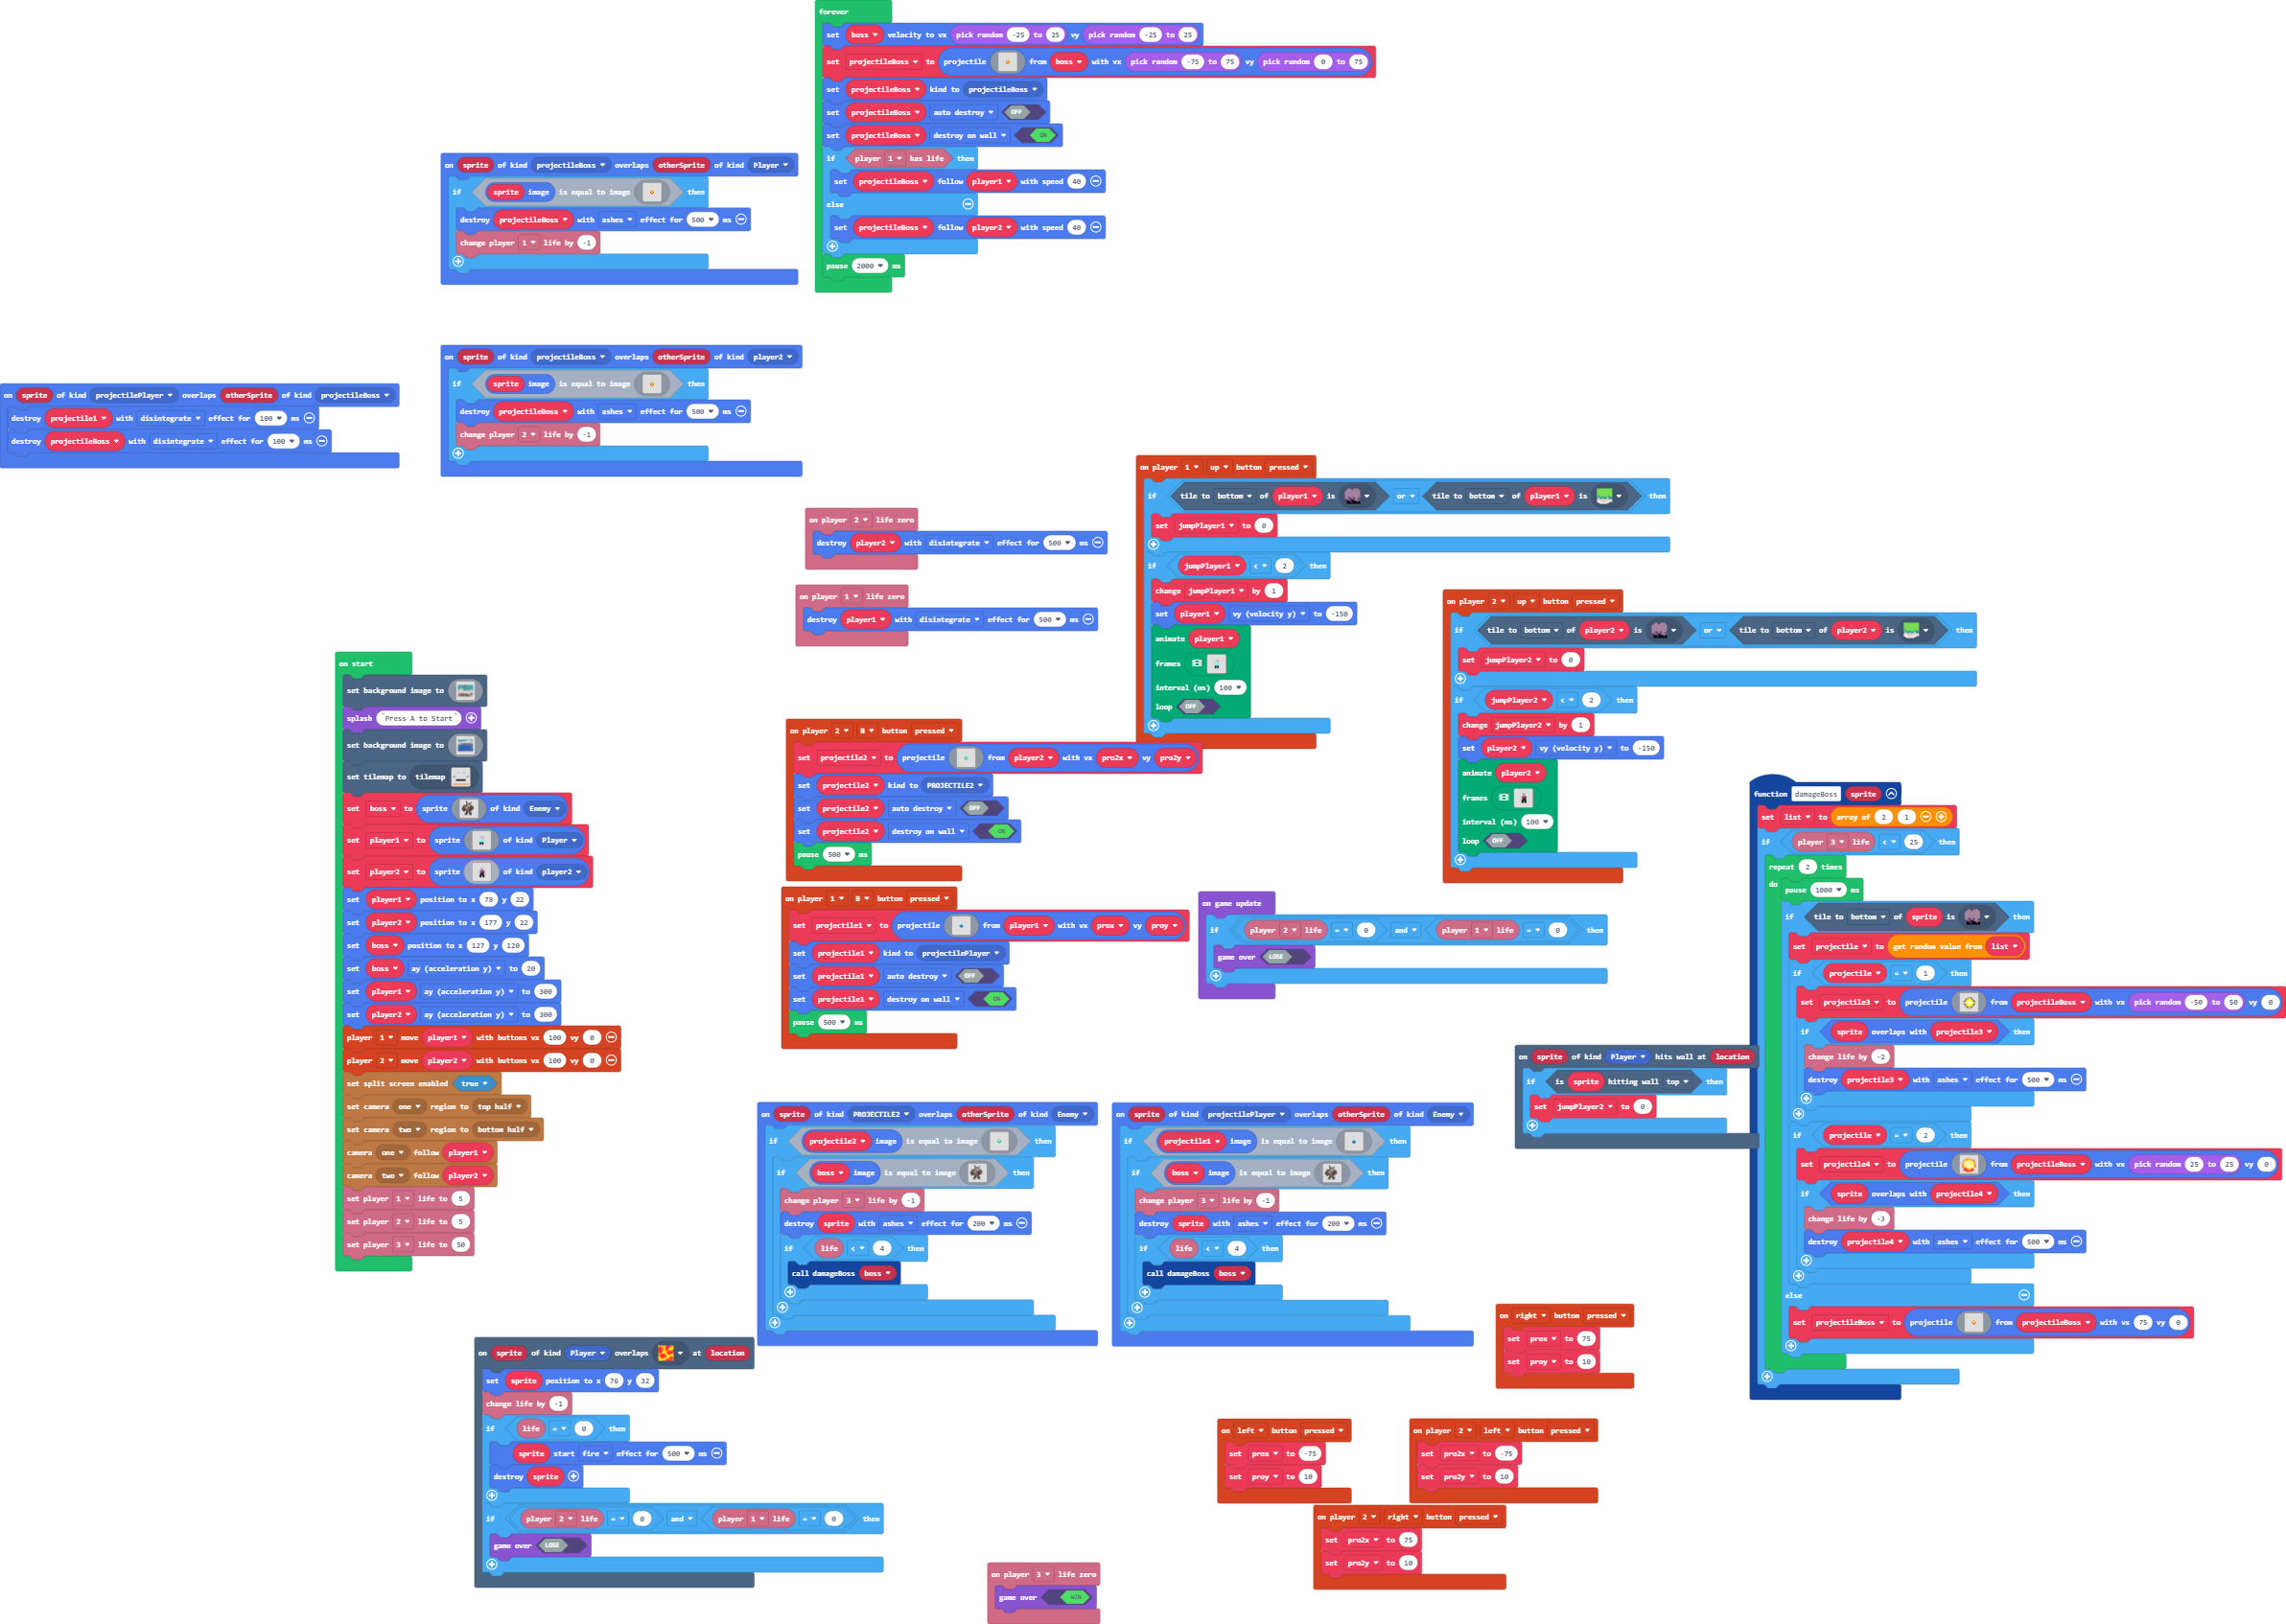 forever
set boss velocity to vx pick random -25 to 25 vy pick random -25 to 25
set projectileBoss to projectile from boss with vx pick random -75 to 75 vy pick random 0 to 75
set projectileBoss kind to projectileBoss
set projectileBoss auto destroy OFF
set projectileBoss destroy on wall ON
if player 1 has life then
set projectileBoss follow player1 with speed 40
else
set projectileBoss follow player2 with speed 40
pause 2000 ms
on sprite of kind projectileBoss overlaps otherSprite of kind Player
if sprite image is equal to image then
destroy projectileBoss with ashes effect for 500 ms
change player 1 life by -1
on sprite of kind projectileBoss overlaps otherSprite of kind player2
if sprite image is equal to image then
destroy projectileBoss with ashes effect for 500 ms
change player 2 life by -1
on sprite of kind projectilePlayer overlaps otherSprite of kind projectileBoss
destroy projectile1 with disintegrate effect for 100 ms
destroy projectileBoss with disintegrate effect for 100 ms
on player 2 life zero
destroy player2 with disintegrate effect for 500 ms
on player 1 life zero
destroy player1 with disintegrate effect for 500 ms
on player 1 up button pressed
if tile to bottom of player1 is or tile to bottom of player1 is then
set jumpPlayer1 to 0
if jumpPlayer1 < 2 then
change jumpPlayer1 by 1
set player1 vy (velocity y) to -150
animate player1
frames
interval (ms) 100
loop OFF
on player 2 up button pressed
if tile to bottom of player2 is or tile to bottom of player2 is then
set jumpPlayer2 to 0
if jumpPlayer2 < 2 then
change jumpPlayer2 by 1
set player2 vy (velocity y) to -150
animate player2
frames
interval (ms) 100
loop OFF
on start
set background image to
splash "Press A to Start"
set background image to
set tilemap to tilemap
set boss to sprite of kind Enemy
set player1 to sprite of kind Player
set player2 to sprite of kind player2
set player1 position to x 78 y 22
set player2 position to x 177 y 22
set boss position to x 127 y 120
set boss ay (acceleration y) to 20
set player1 ay (acceleration y) to 300
set player2 ay (acceleration y) to 300
player 1 move player1 with buttons vx 100 vy 0
player 2 move player2 with buttons vx 100 vy 0
set split screen enabled true
set camera one region to top half
set camera two region to bottom half
camera one follow player1
camera two follow player2
set player 1 life to 5
set player 2 life to 5
set player 3 life to 50
on player 2 B button pressed
set projectile2 to projectile from player2 with vx pro2x vy pro2y
set projectile2 kind to PROJECTILE2
set projectile2 auto destroy OFF
set projectile2 destroy on wall ON
pause 500 ms
on player 1 B button pressed
set projectile1 to projectile from player1 with vx prox vy proy
set projectile1 kind to projectilePlayer
set projectile1 auto destroy OFF
set projectile1 destroy on wall ON
pause 500 ms
on game update
if player 2 life = 0 and player 1 life = 0 then
game over LOSE
function damageBoss sprite
set list to array of 2 1
if player 3 life < 25 then
repeat 2 times
do pause 1000 ms
if tile to bottom of sprite is then
set projectile to get random value from list
if projectile = 1 then
set projectile3 to projectile from projectileBoss with vx pick random -50 to 50 vy 0
if sprite overlaps with projectile3 then
change life by -2
destroy projectile3 with ashes effect for 500 ms
if projectile = 2 then
set projectile4 to projectile from projectileBoss with vx pick random 25 to 25 vy 0
if sprite overlaps with projectile4 then
change life by -3
destroy projectile4 with ashes effect for 500 ms
else
set projectileBoss to projectile from projectileBoss with vx 75 vy 0
on sprite of kind Player hits wall at location
if is sprite hitting wall top then
set jumpPlayer2 to 0
on sprite of kind PROJECTILE2 overlaps otherSprite of kind Enemy
if projectile2 image is equal to image then
if boss image is equal to image then
change player 3 life by -1
destroy sprite with ashes effect for 200 ms
if life < 4 then
call damageBoss boss
on sprite of kind projectilePlayer overlaps otherSprite of kind Enemy
if projectile1 image is equal to image then
if boss image is equal to image then
change player 3 life by -1
destroy sprite with ashes effect for 200 ms
if life < 4 then
call damageBoss boss
on sprite of kind Player overlaps at location
set sprite position to x 76 y 32
change life by -1
if life = 0 then
sprite start fire effect for 500 ms
destroy sprite
if player 2 life = 0 and player 1 life = 0 then
game over LOSE
on right button pressed
set prox to 75
set proy to 10
on left button pressed
set prox to -75
set proy to 10
on player 2 left button pressed
set pro2x to -75
set pro2y to 10
on player 2 right button pressed
set pro2x to 75
set pro2y to 10
on player 3 life zero
game over WIN